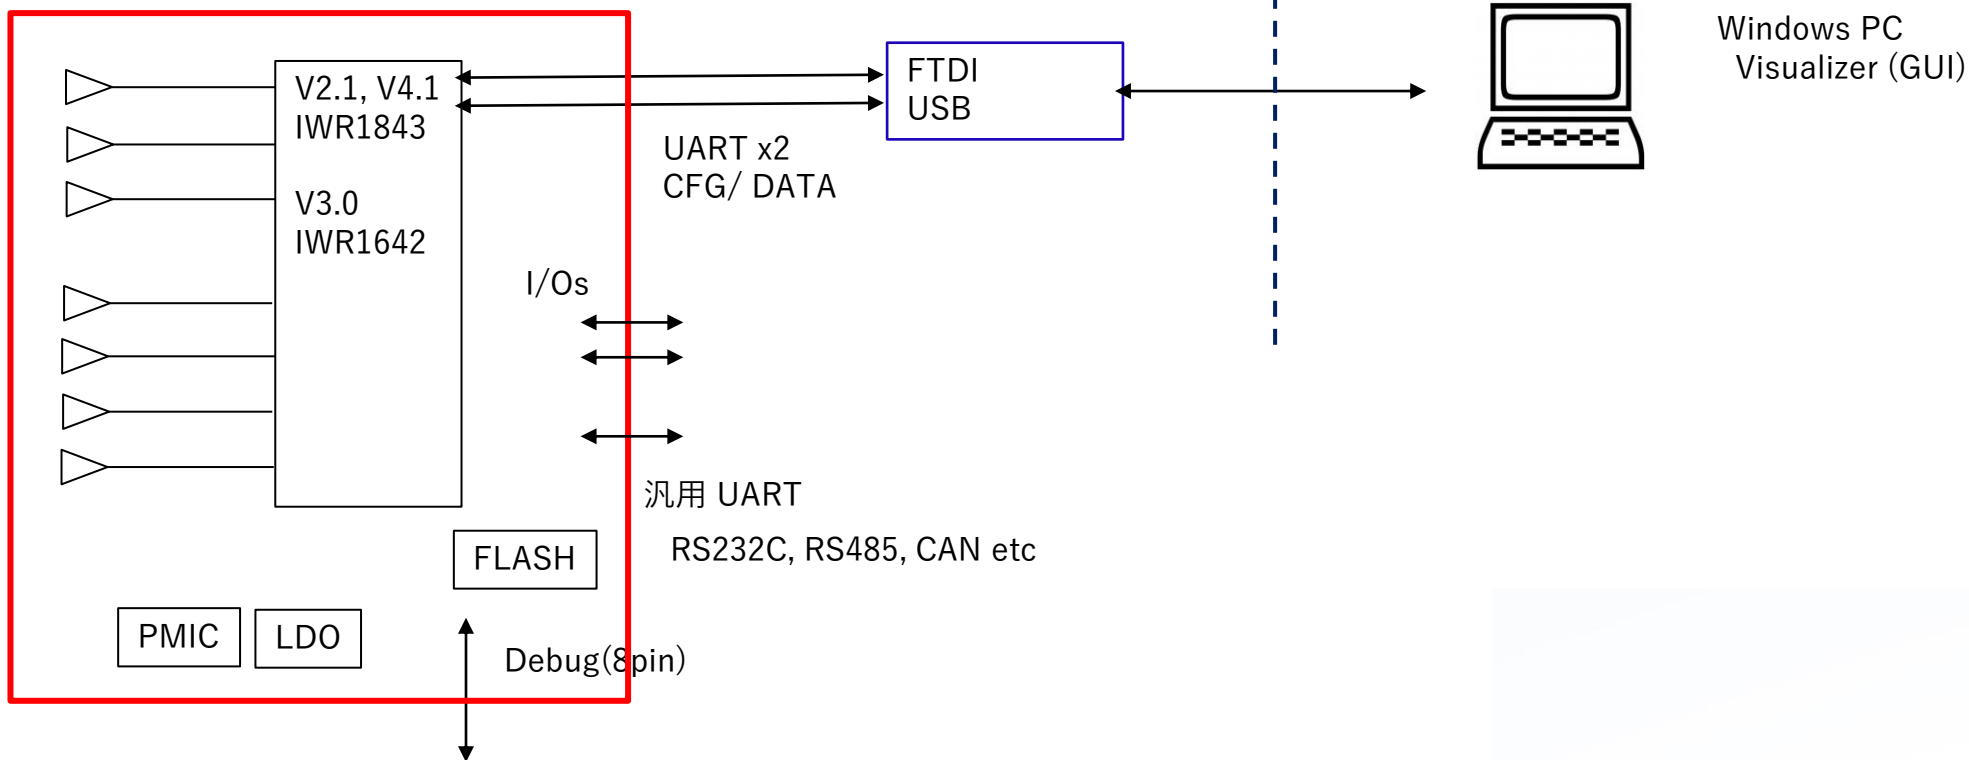 V2.1, V4.1
IWR1843
V3.0
IWR1642
UART x2
CFG/ DATA
FTDI
USB
Windows PC
Visualizer (GUI)
I/Os
汎用 UART
RS232C, RS485, CAN etc
FLASH
PMIC
LDO
Debug(8pin)